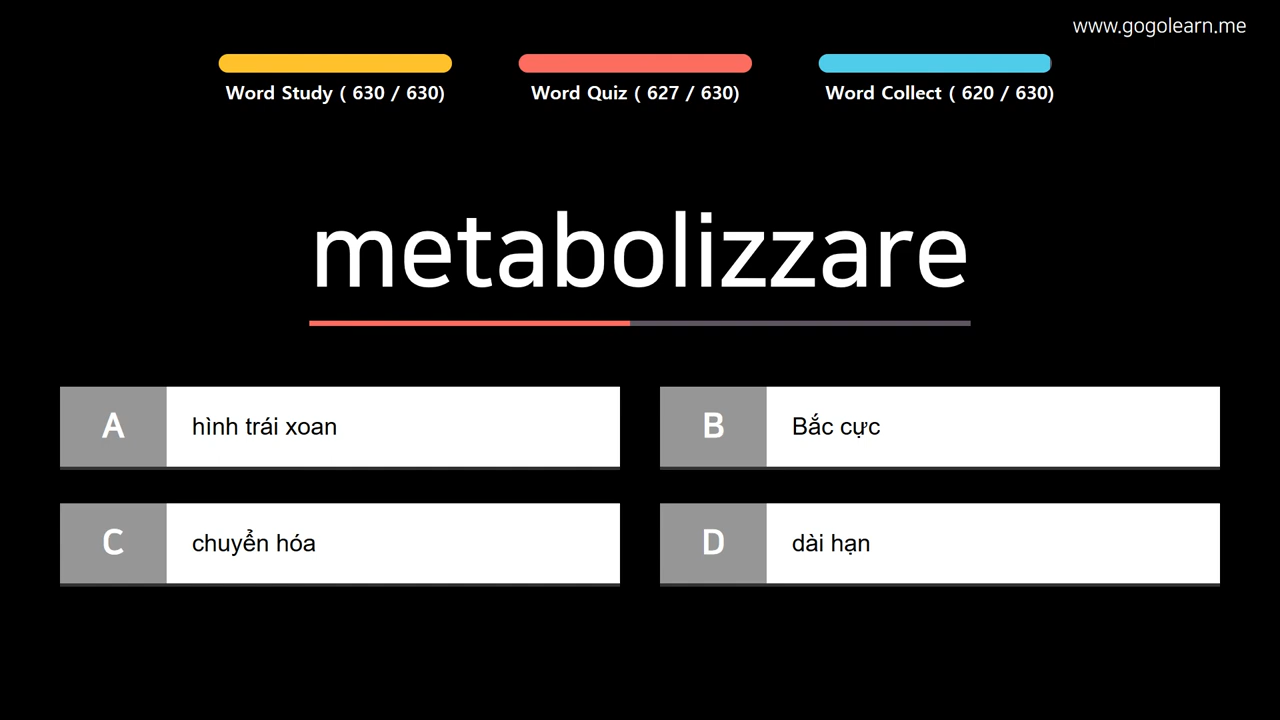 www.gogolearn.me
Word Study ( 630 / 630)
Word Quiz ( 627 / 630)
Word Collect ( 620 / 630)
metabolizzare
A hình trái xoan
B Bắc cực
C chuyển hóa
D dài hạn